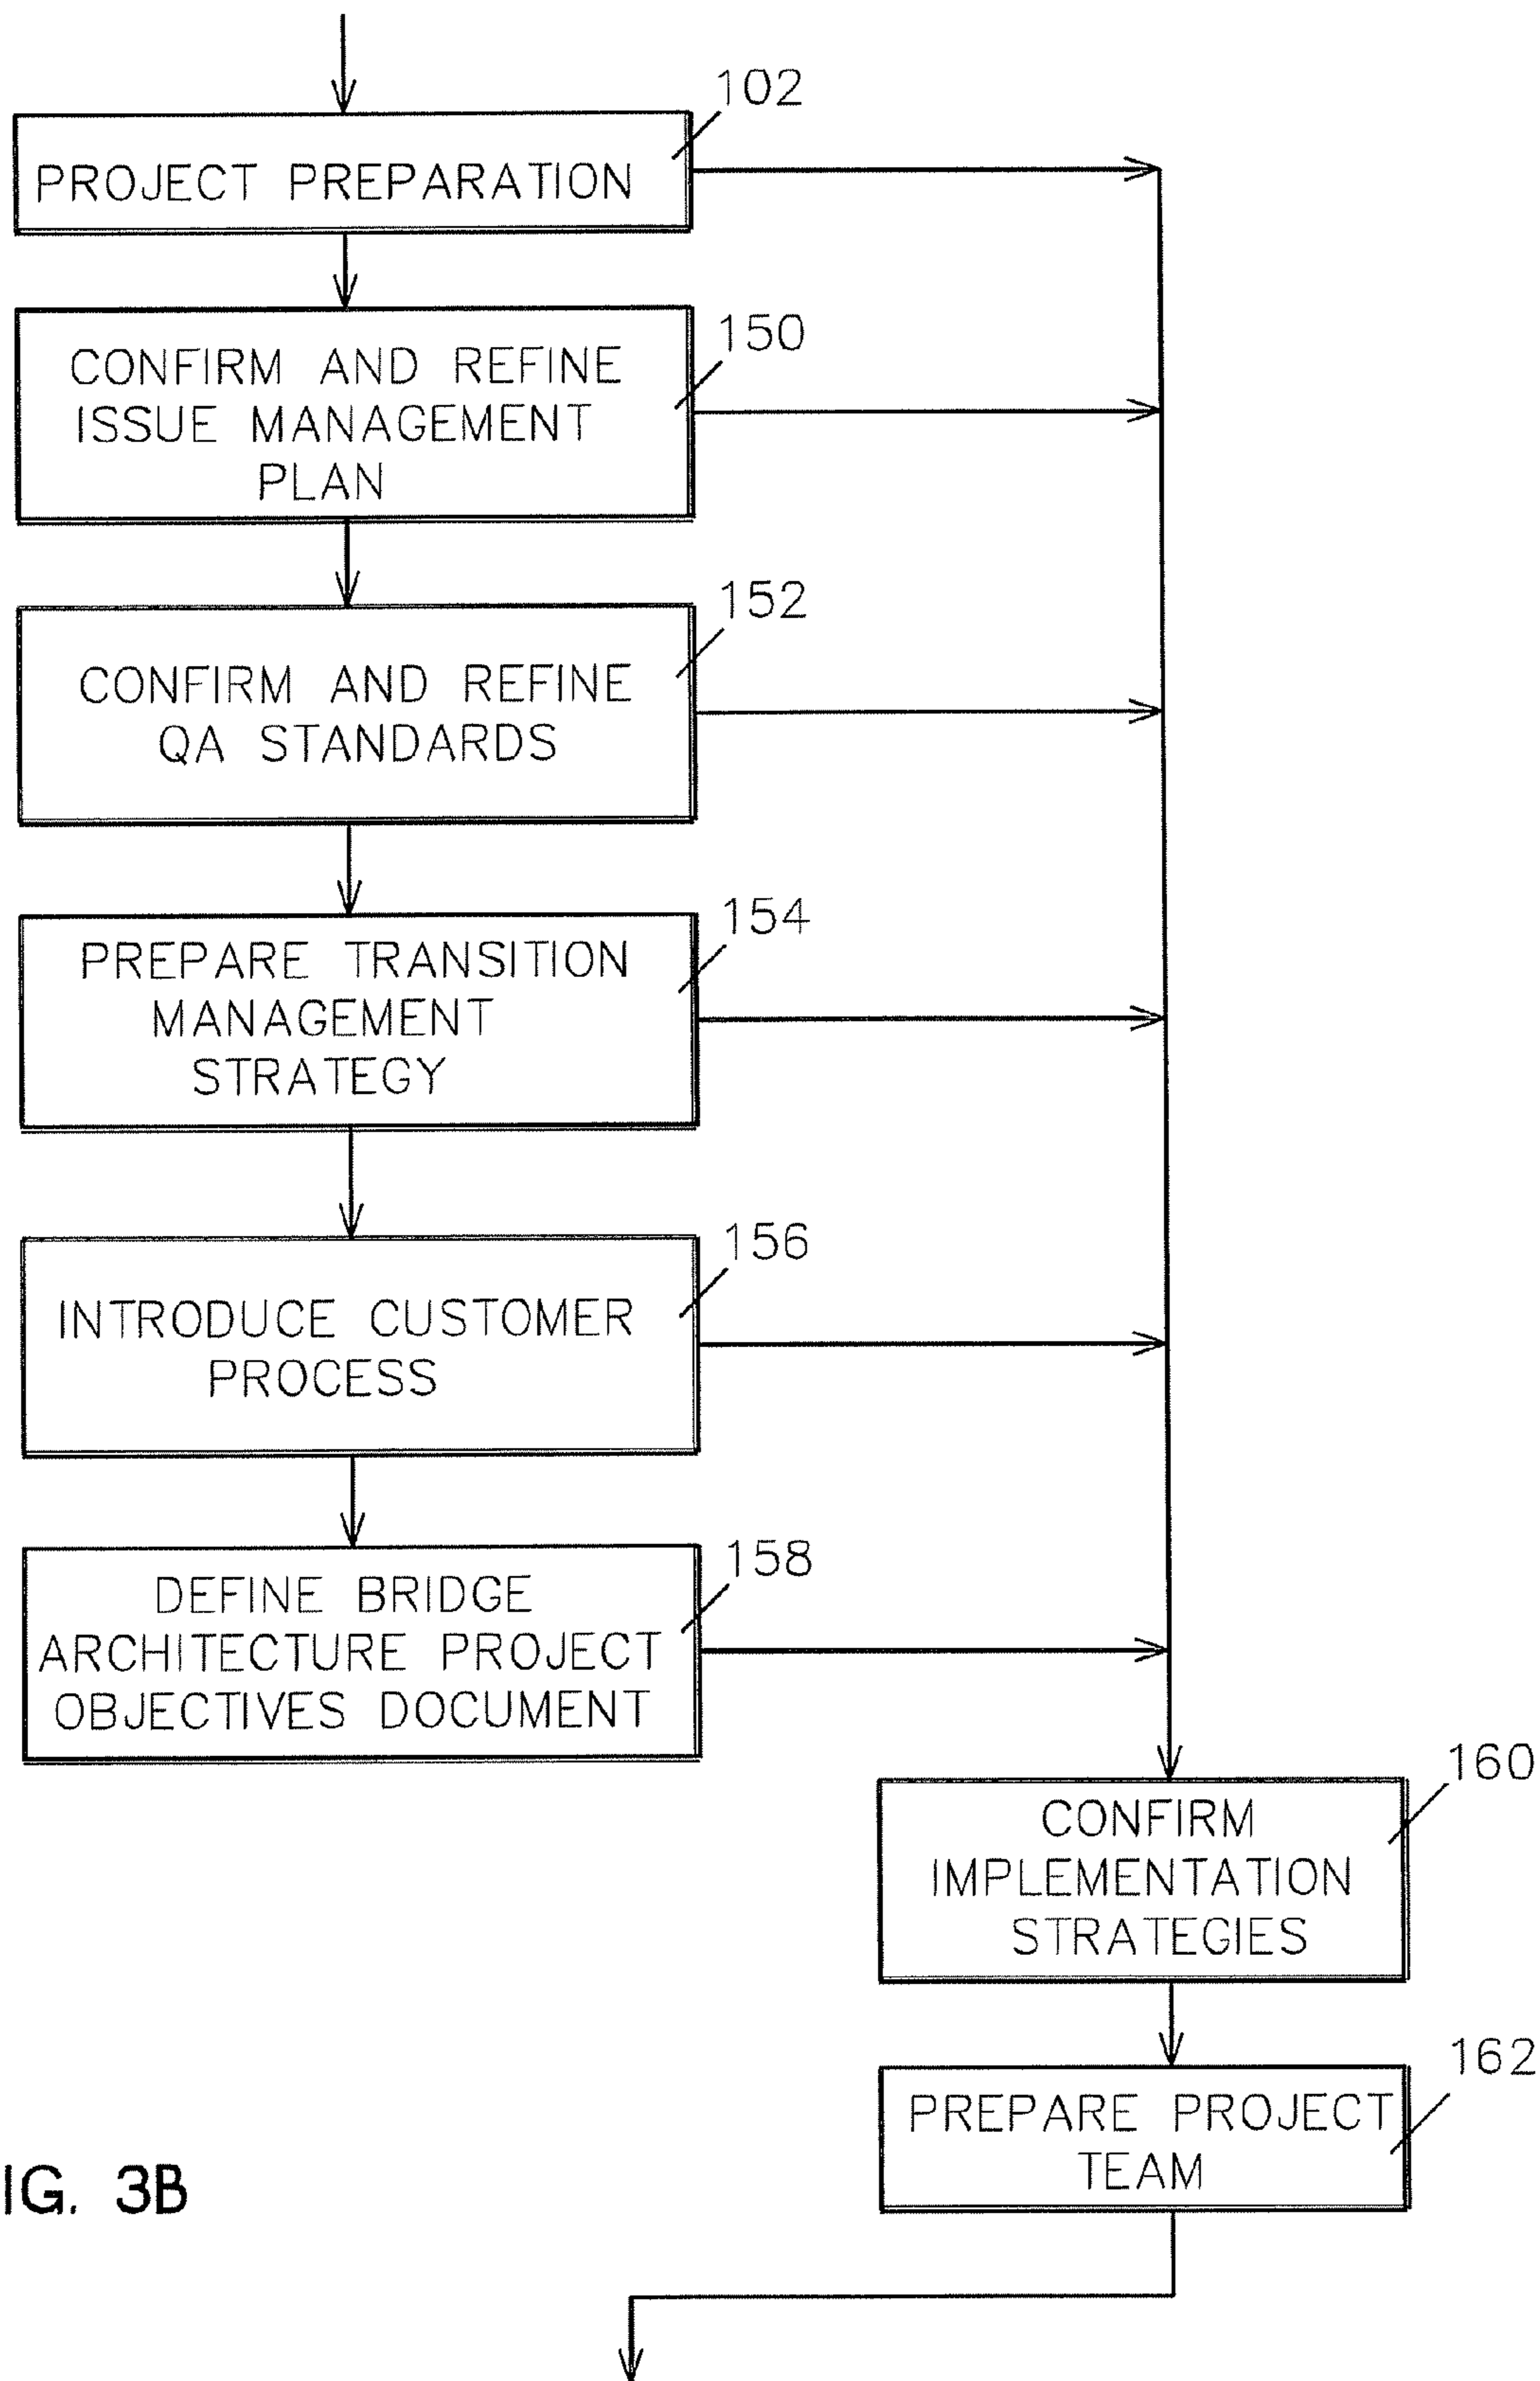 102
PROJECT PREPARATION
150
CONFIRM AND REFINE
ISSUE MANAGEMENT
PLAN
152
CONFIRM AND REFINE
QA STANDARDS
154
PREPARE TRANSITION
MANAGEMENT
STRATEGY
156
INTRODUCE CUSTOMER
PROCESS
158
DEFINE BRIDGE
ARCHITECTURE PROJECT
OBJECTIVES DOCUMENT
160
CONFIRM
IMPLEMENTATION
STRATEGIES
162
PREPARE PROJECT
TEAM
IG. 3B